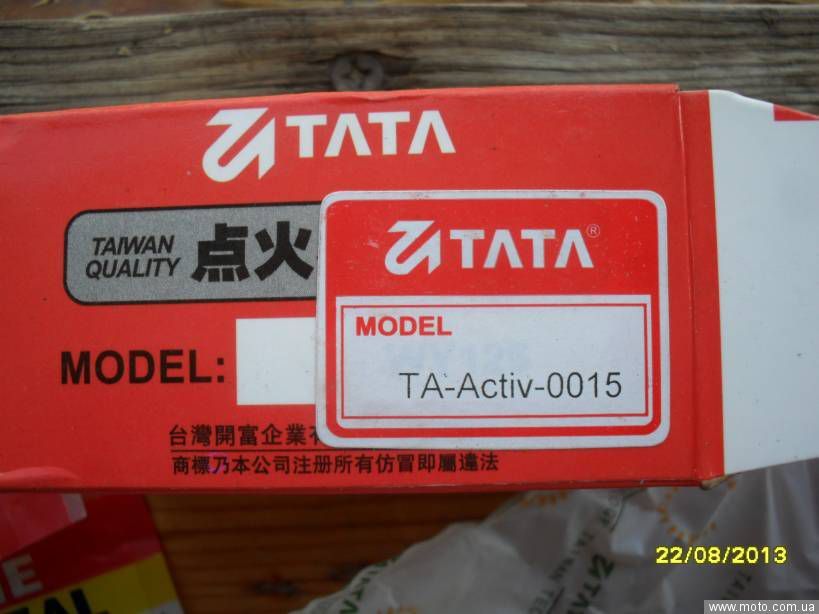 TATA
TAIWAN
QUALITY
点火
TATA®
MODEL
MODEL:
TA-Activ-0015
台灣開富企業有
商標乃本公司注册所有仿冒即屬違法
TATA
22/08/2013
www.moto.com.ua